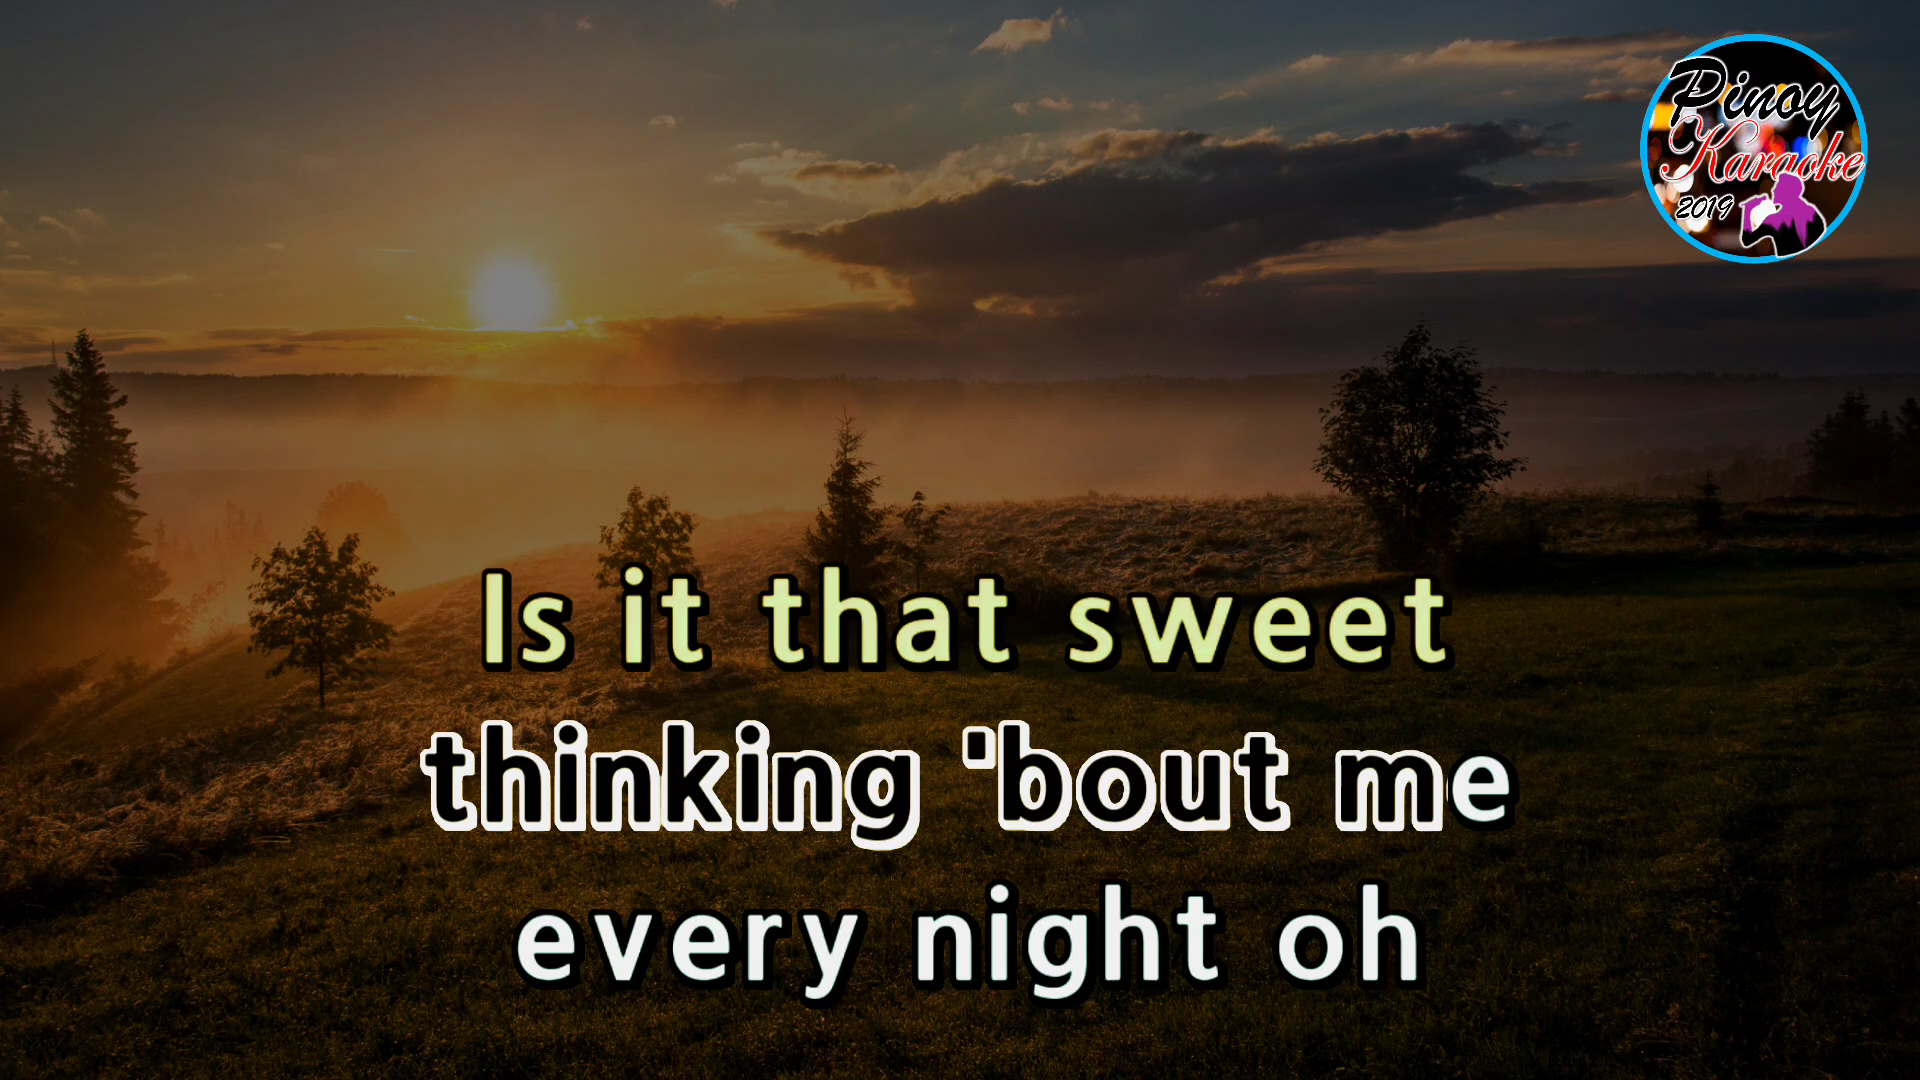 Pinoy
Karaoke
2019
Is it that sweet
thinking 'bout me
every night oh